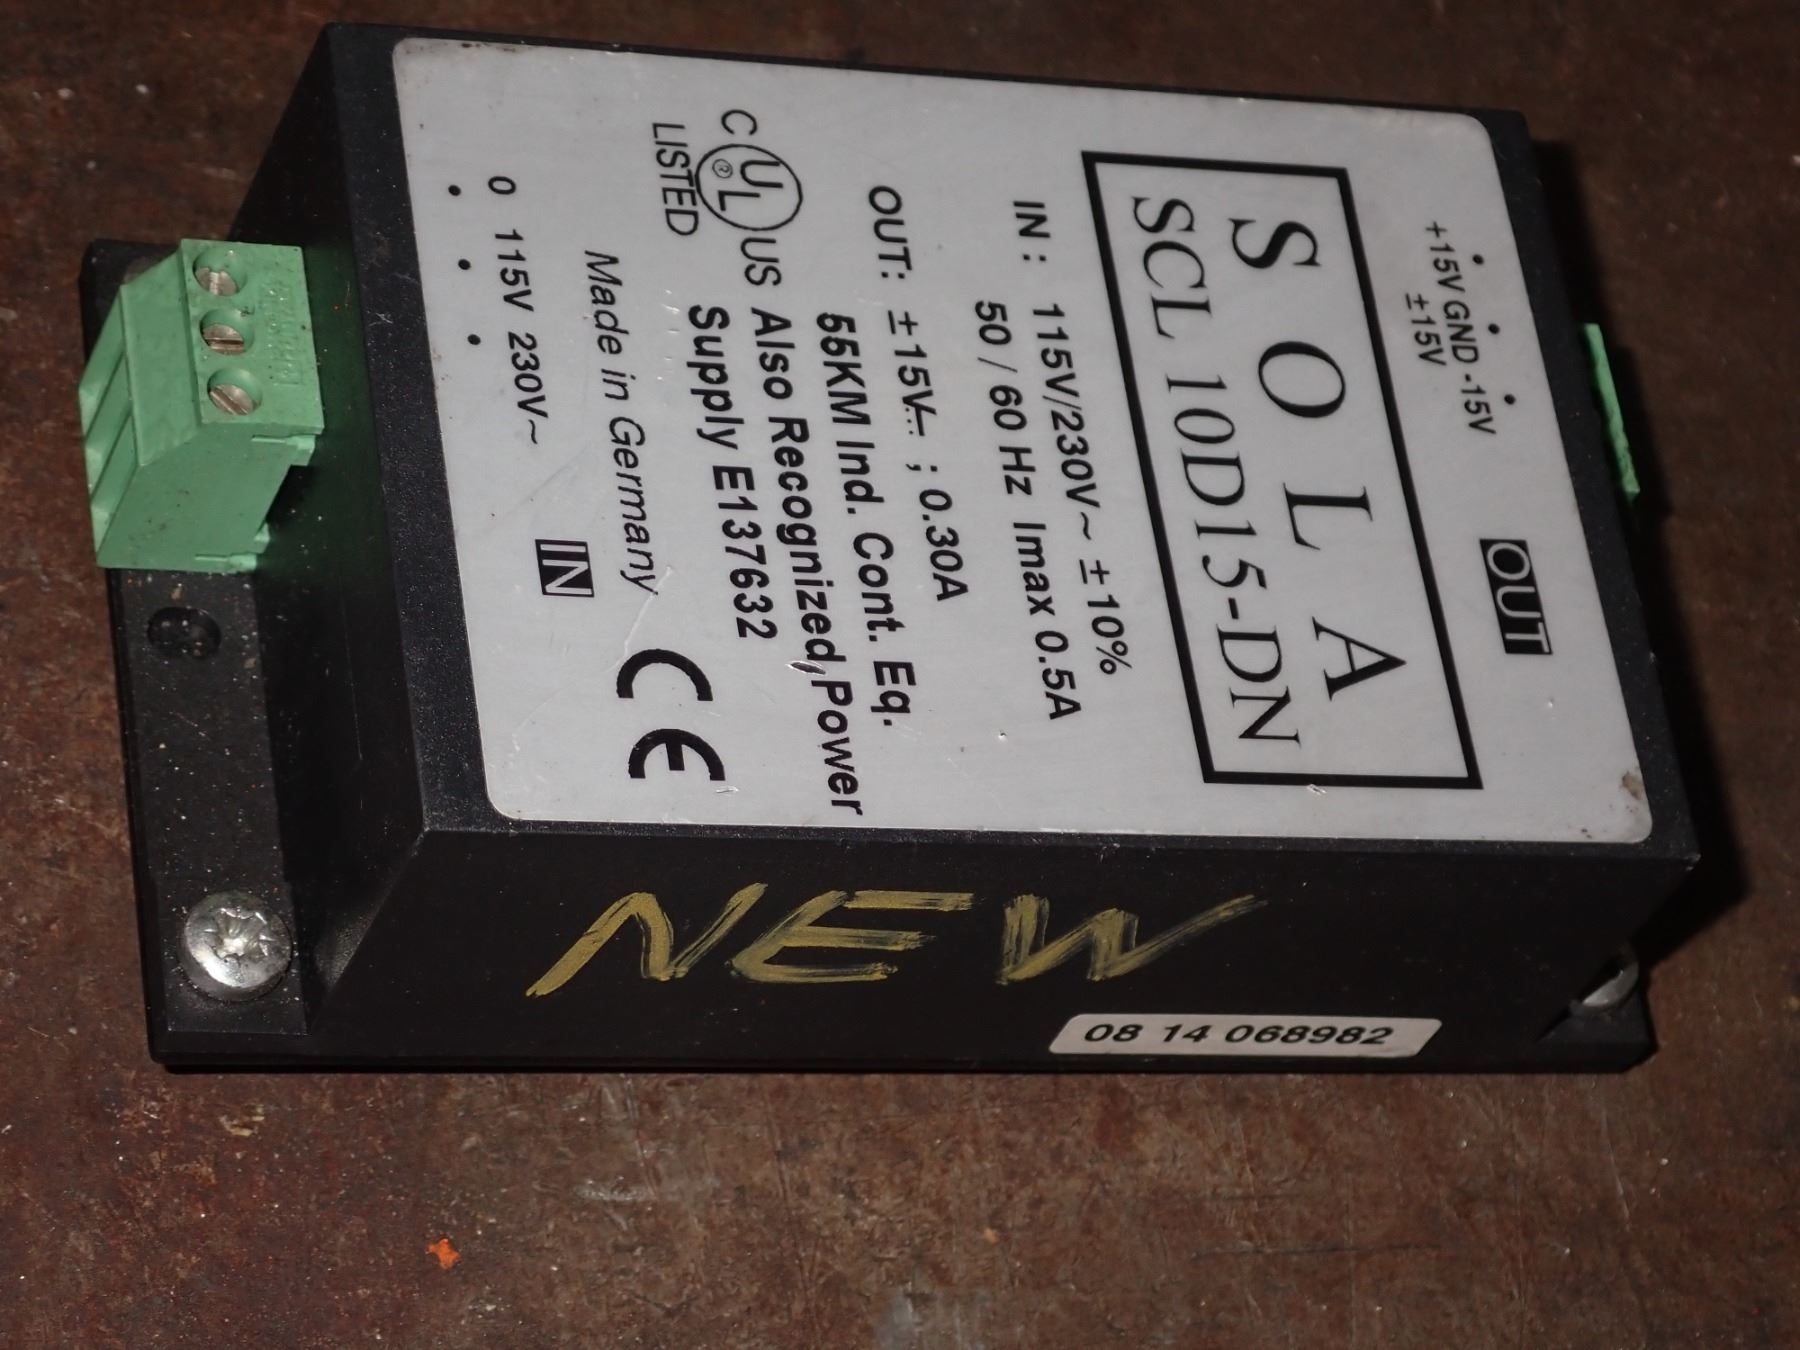 +15V GND -15V
±15V
OUT
SOLA
SCL 10D15-DN
IN: 115V/230V~ ±10%
50 / 60 Hz Imax 0.5A
OUT: ±15V⎓; 0.30A
55KM Ind. Cont. Eq.
C UL® US Also Recognized, Power
LISTED Supply E137632
Made in Germany
CE
0 115V 230V~
IN
NEW
08 14 068982